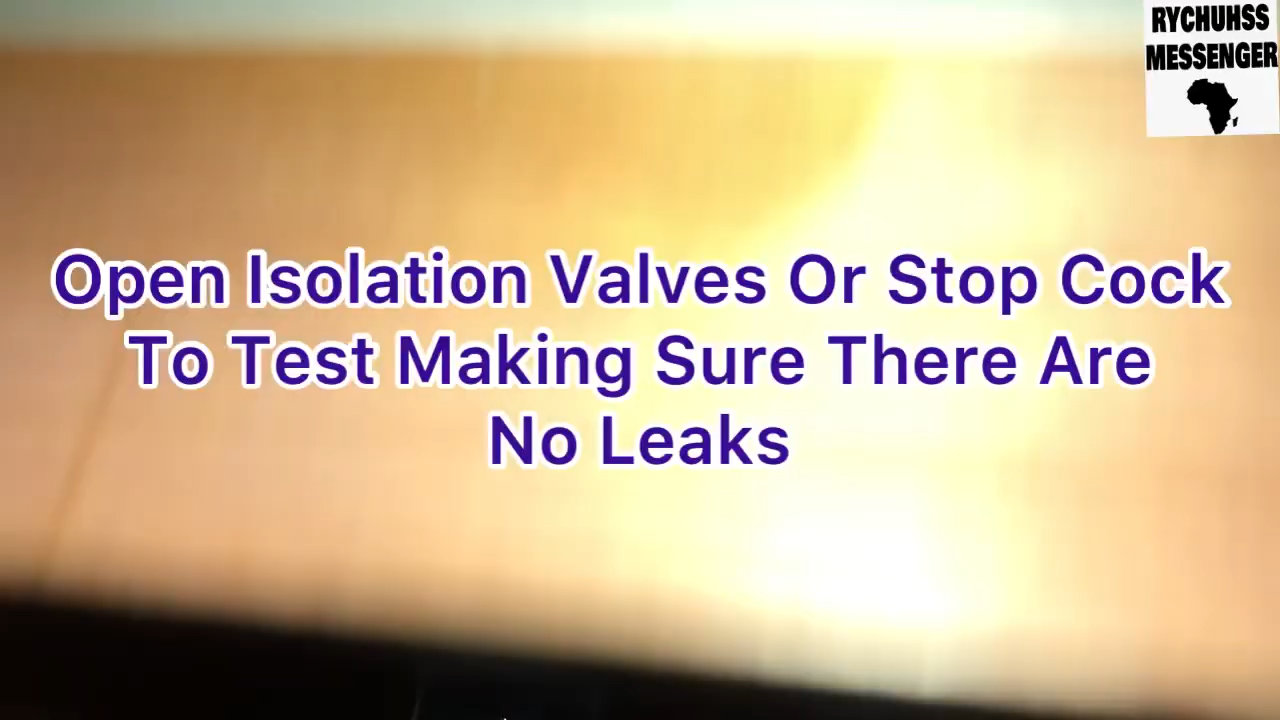 RYCHUHSS
MESSENGER
Open Isolation Valves Or Stop Cock
To Test Making Sure There Are
No Leaks